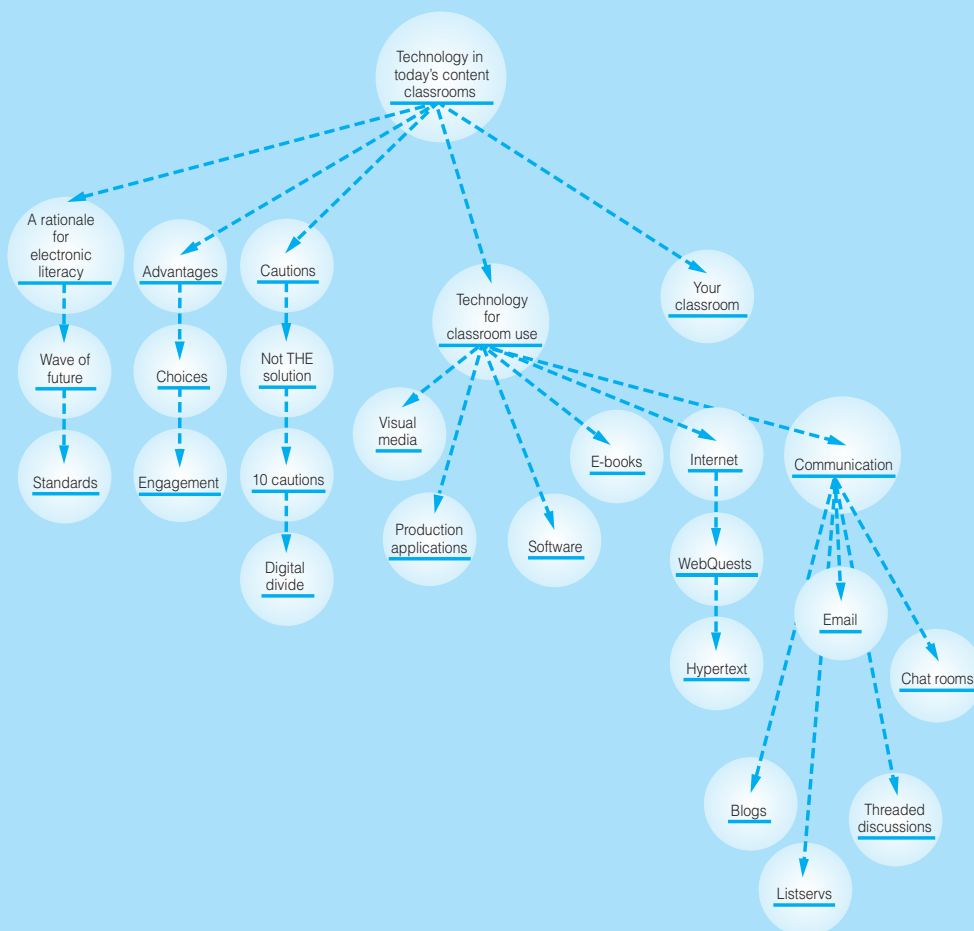 Technology in
today's content
classrooms
A rationale
for
electronic
literacy
Advantages
Cautions
Technology
for
classroom use
Your
classroom
Wave of
future
Choices
Not THE
solution
Visual
media
E-books
Internet
Communication
Standards
Engagement
10 cautions
Production
applications
Software
WebQuests
Digital
divide
Email
Hypertext
Chat rooms
Blogs
Threaded
discussions
Listservs